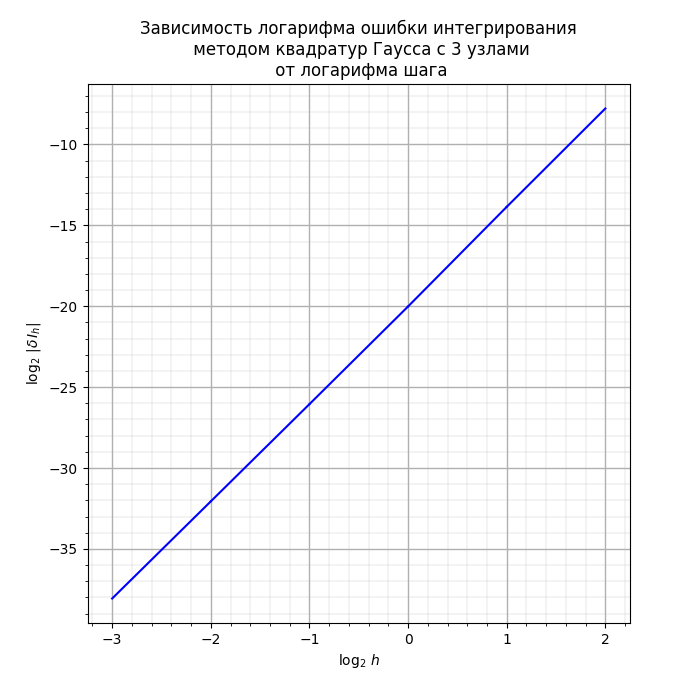 Зависимость логарифма ошибки интегрирования
методом квадратур Гаусса с 3 узлами
от логарифма шага
−10
−15
−20
−25
−30
−35
log₂ |δIₕ|
−3
−2
−1
0
1
2
log₂ h